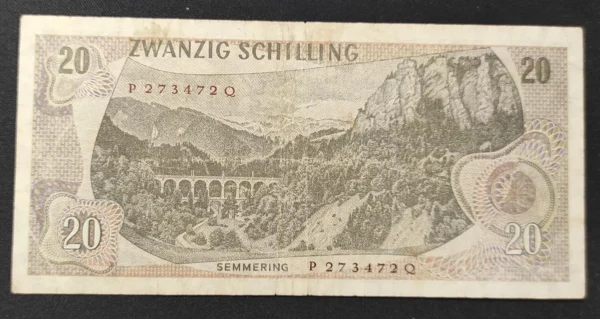 20 ZWANZIG SCHILLING 20
P 273472 Q
20 SEMMERING P 273472 Q 20